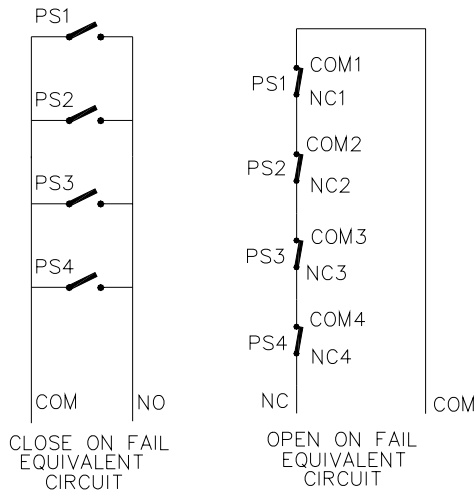 PS1
PS2
PS3
PS4
COM
NO
CLOSE ON FAIL
EQUIVALENT
CIRCUIT
PS1
COM1
NC1
PS2
COM2
NC2
PS3
COM3
NC3
PS4
COM4
NC4
NC
COM
OPEN ON FAIL
EQUIVALENT
CIRCUIT